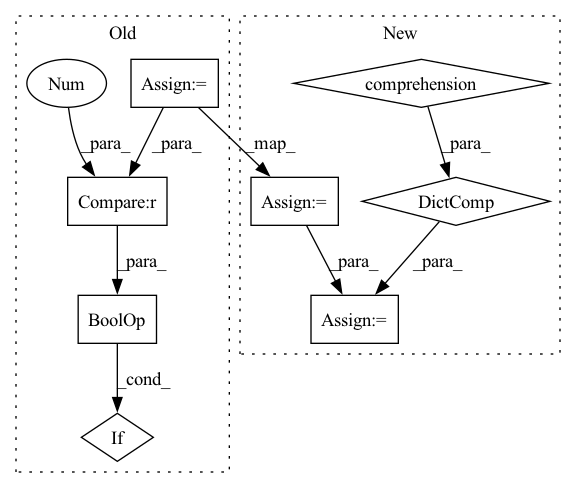 Old
New
Num
Assign:=
comprehension
_para_
_para_
_map_
_para_
Compare:r
Assign:=
DictComp
_para_
_para_
_para_
BoolOp
Assign:=
_cond_
If